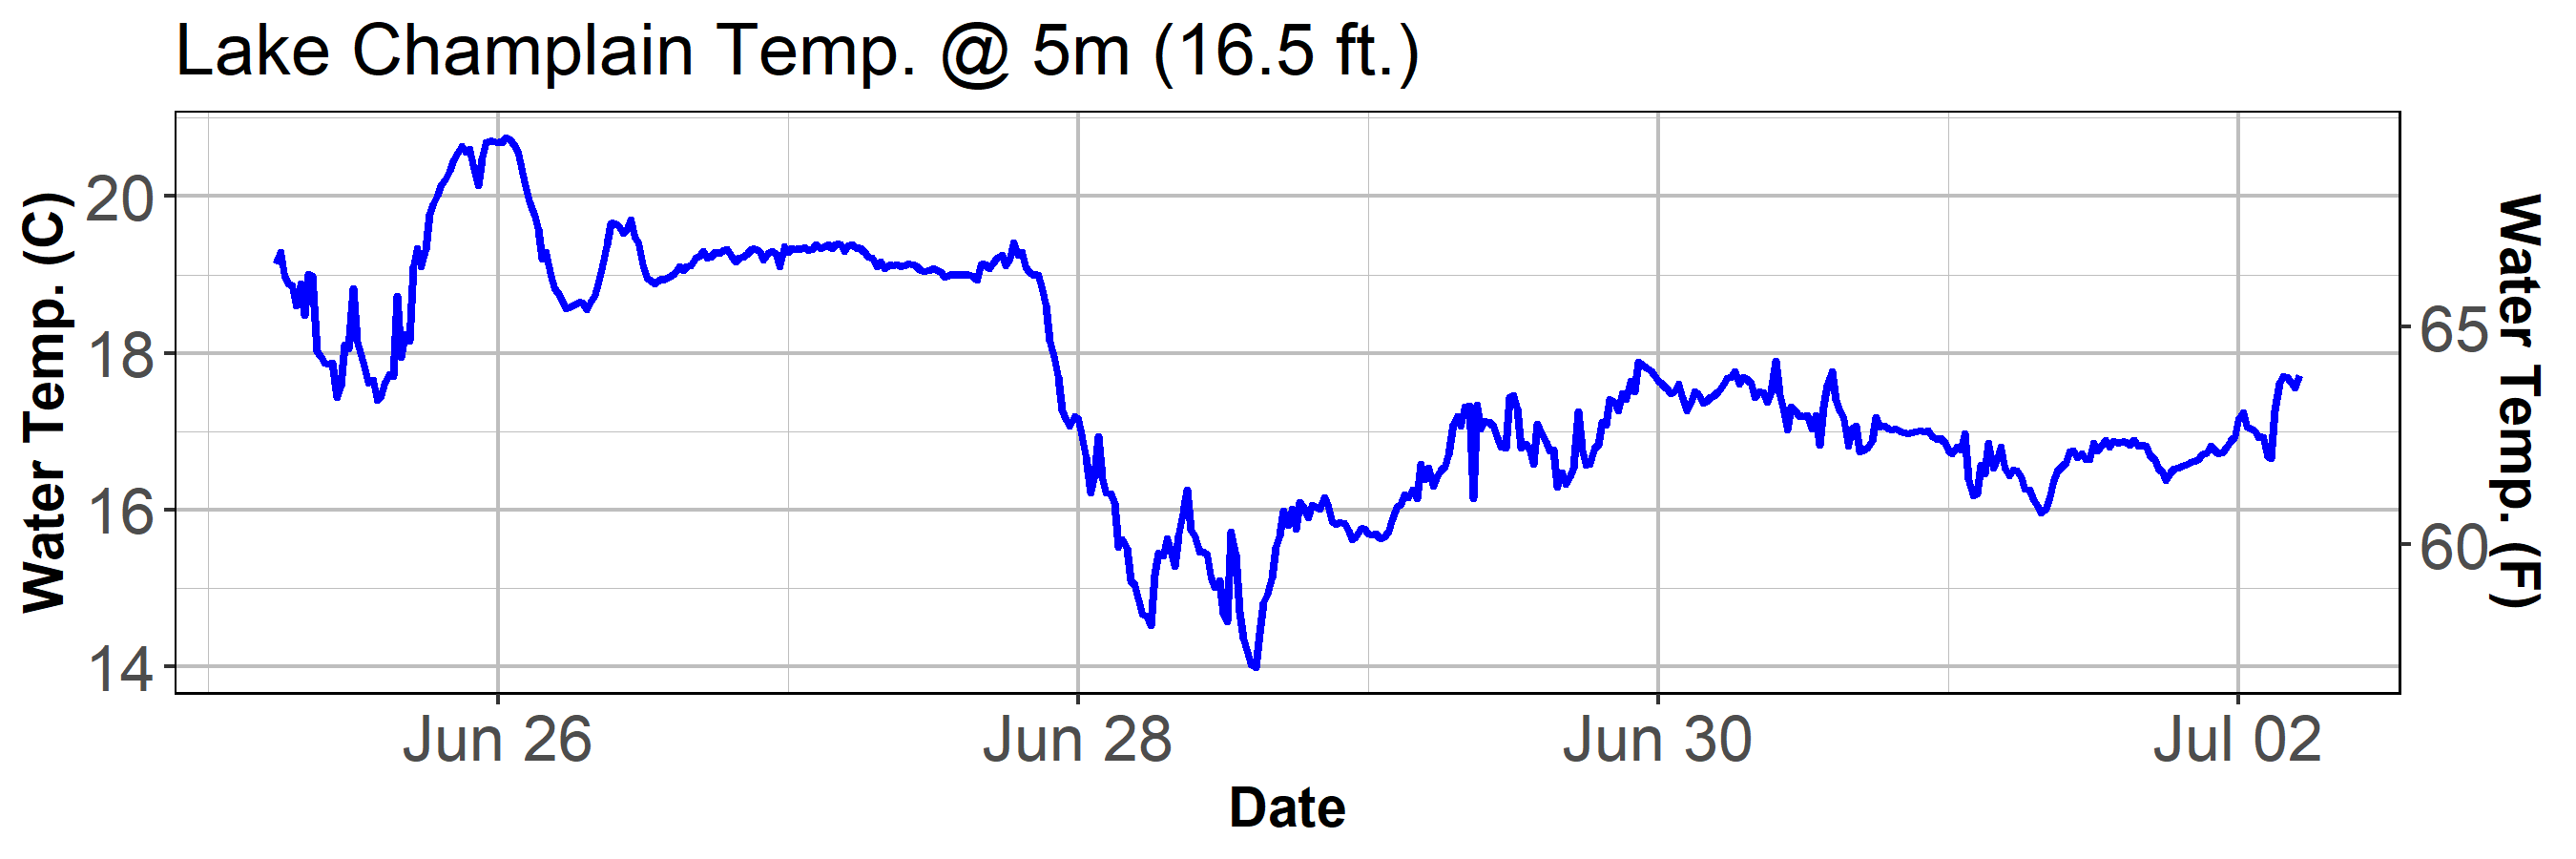 Lake Champlain Temp. @ 5m (16.5 ft.)
Water Temp. (C)
20
18
16
14
65
60
Water Temp. (F)
Jun 26
Jun 28
Jun 30
Jul 02
Date